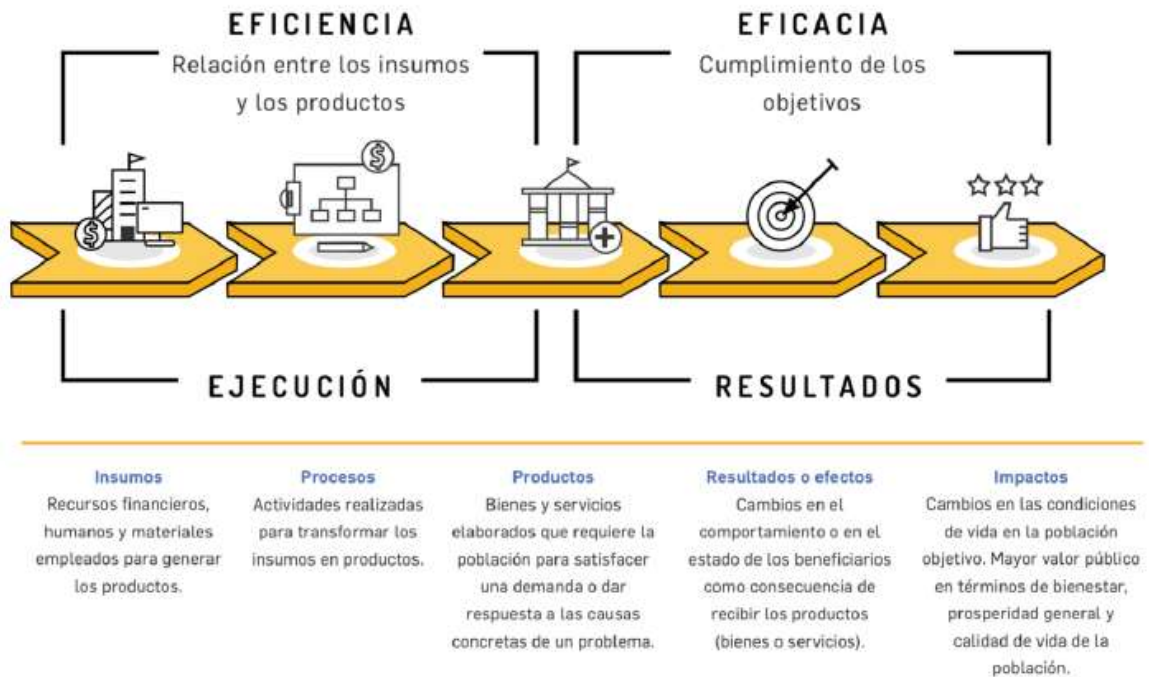 EFICIENCIA
Relación entre los insumos
y los productos
EFICACIA
Cumplimiento de los
objetivos
$
$
EJECUCIÓN
RESULTADOS
Insumos
Recursos financieros,
humanos y materiales
empleados para generar
los productos.
Procesos
Actividades realizadas
para transformar los
insumos en productos.
Productos
Bienes y servicios
elaborados que requiere la
población para satisfacer
una demanda o dar
respuesta a las causas
concretas de un problema.
Resultados o efectos
Cambios en el
comportamiento o en el
estado de los beneficiarios
como consecuencia de
recibir los productos
(bienes o servicios).
Impactos
Cambios en las condiciones
de vida en la población
objetivo. Mayor valor público
en términos de bienestar,
prosperidad general y
calidad de vida de la
población.